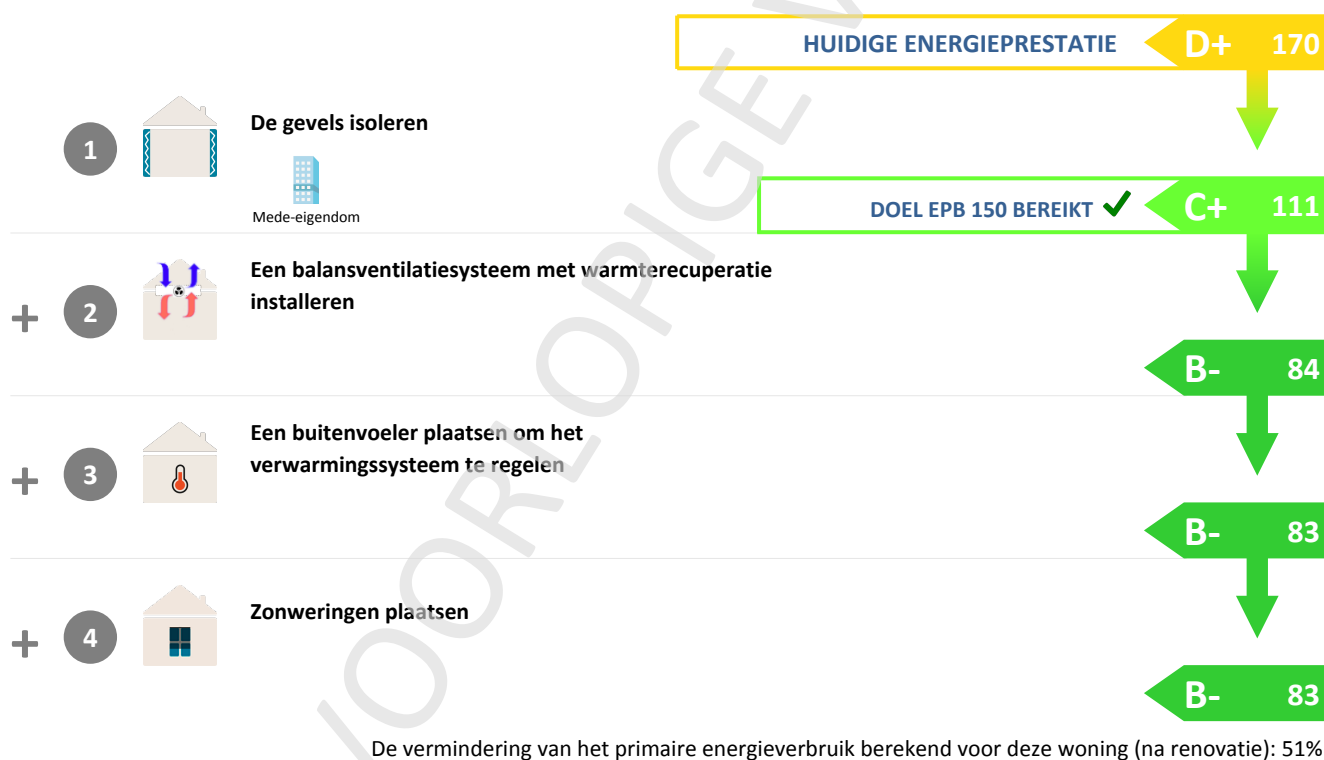 HUIDIGE ENERGIEPRESTATIE D+ 170
1 De gevels isoleren
Mede-eigendom
DOEL EPB 150 BEREIKT ✔ C+ 111
+ 2 Een balansventilatiesysteem met warmterecuperatie
installeren
B- 84
+ 3 Een buitenvoeler plaatsen om het
verwarmingssysteem te regelen
B- 83
+ 4 Zonweringen plaatsen
B- 83
De vermindering van het primaire energieverbruik berekend voor deze woning (na renovatie): 51%
VOORLOPIGE